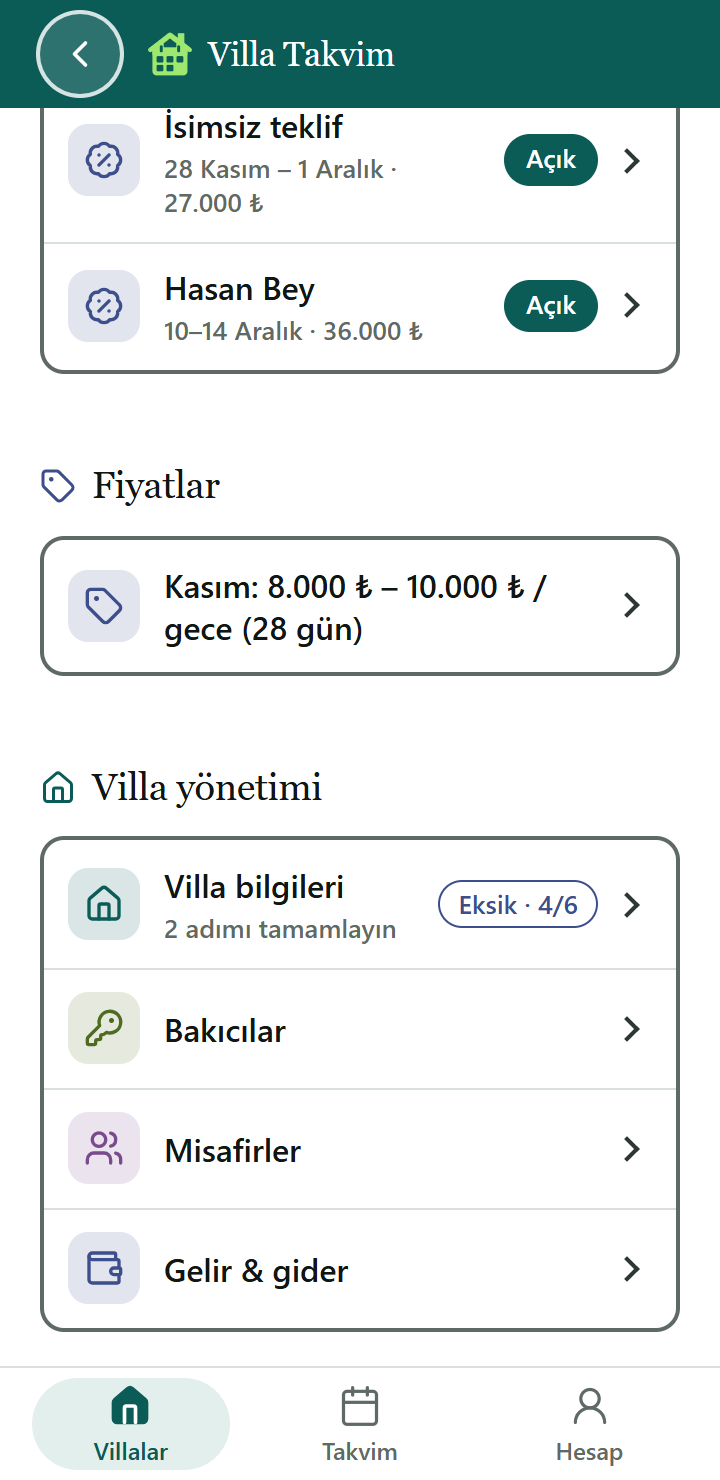 Villa Takvim
İsimsiz teklif
28 Kasım – 1 Aralık ·
27.000 ₺
Açık
Hasan Bey
10–14 Aralık · 36.000 ₺
Açık
Fiyatlar
Kasım: 8.000 ₺ – 10.000 ₺ /
gece (28 gün)
Villa yönetimi
Villa bilgileri
2 adımı tamamlayın
Eksik · 4/6
Bakıcılar
Misafirler
Gelir & gider
Villalar
Takvim
Hesap